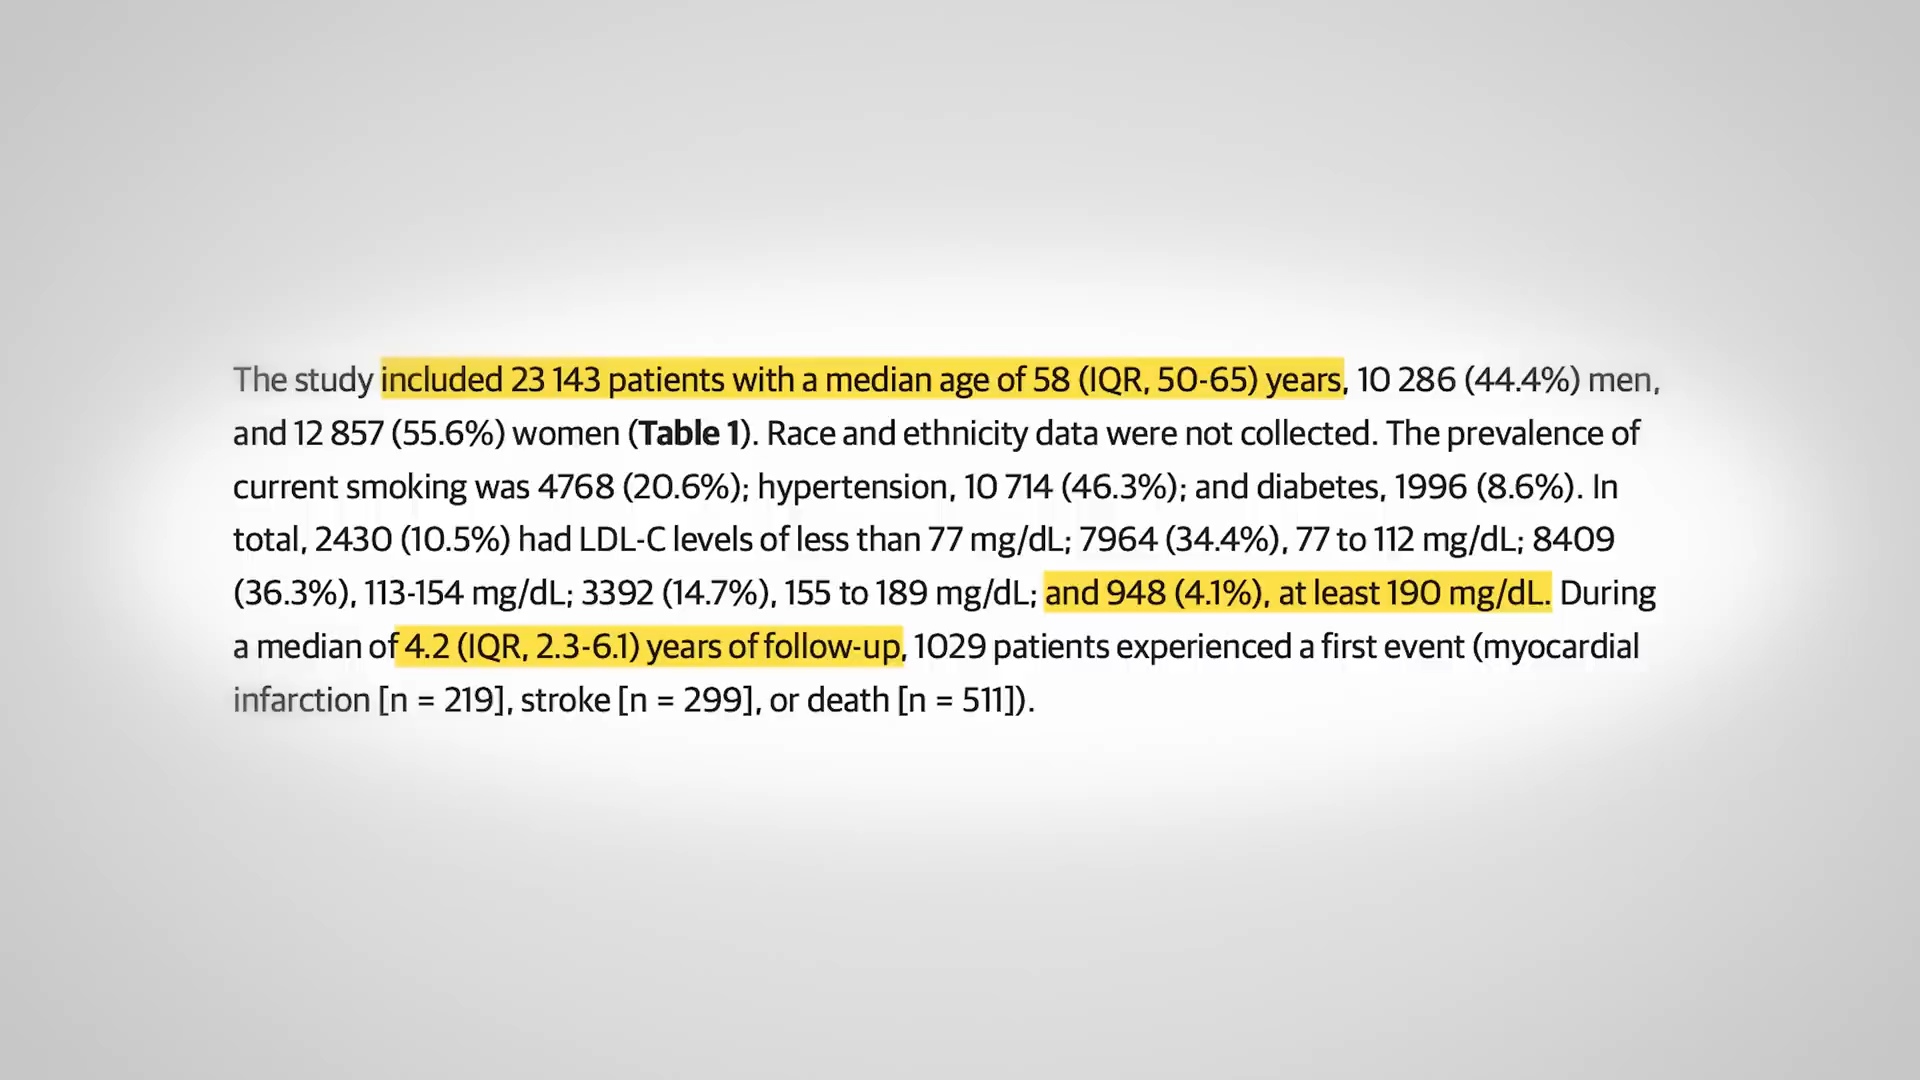 The study included 23 143 patients with a median age of 58 (IQR, 50-65) years, 10 286 (44.4%) men,
and 12 857 (55.6%) women (Table 1). Race and ethnicity data were not collected. The prevalence of
current smoking was 4768 (20.6%); hypertension, 10 714 (46.3%); and diabetes, 1996 (8.6%). In
total, 2430 (10.5%) had LDL-C levels of less than 77 mg/dL; 7964 (34.4%), 77 to 112 mg/dL; 8409
(36.3%), 113-154 mg/dL; 3392 (14.7%), 155 to 189 mg/dL; and 948 (4.1%), at least 190 mg/dL. During
a median of 4.2 (IQR, 2.3-6.1) years of follow-up, 1029 patients experienced a first event (myocardial
infarction [n = 219], stroke [n = 299], or death [n = 511]).